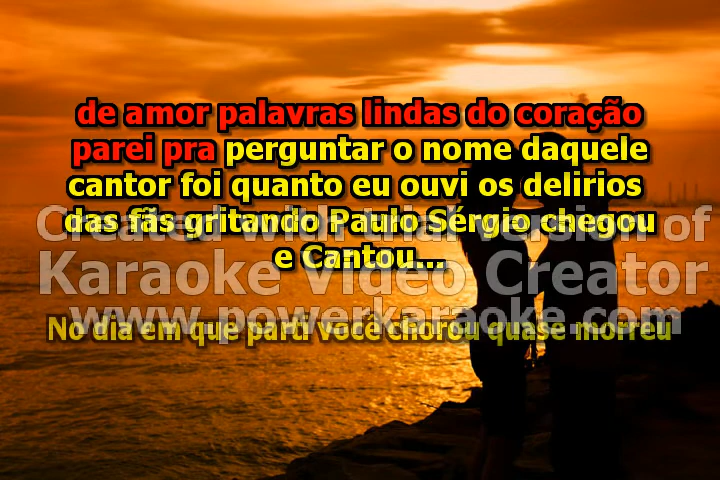 de amor palavras lindas do coração
parei pra perguntar o nome daquele
cantor foi quanto eu ouvi os delirios
das fãs gritando Paulo Sérgio chegou
Created with trial version of
e Cantou...
Karaoke Video Creator
www.powerkaraoke.com
No dia em que parti você chorou quase morreu